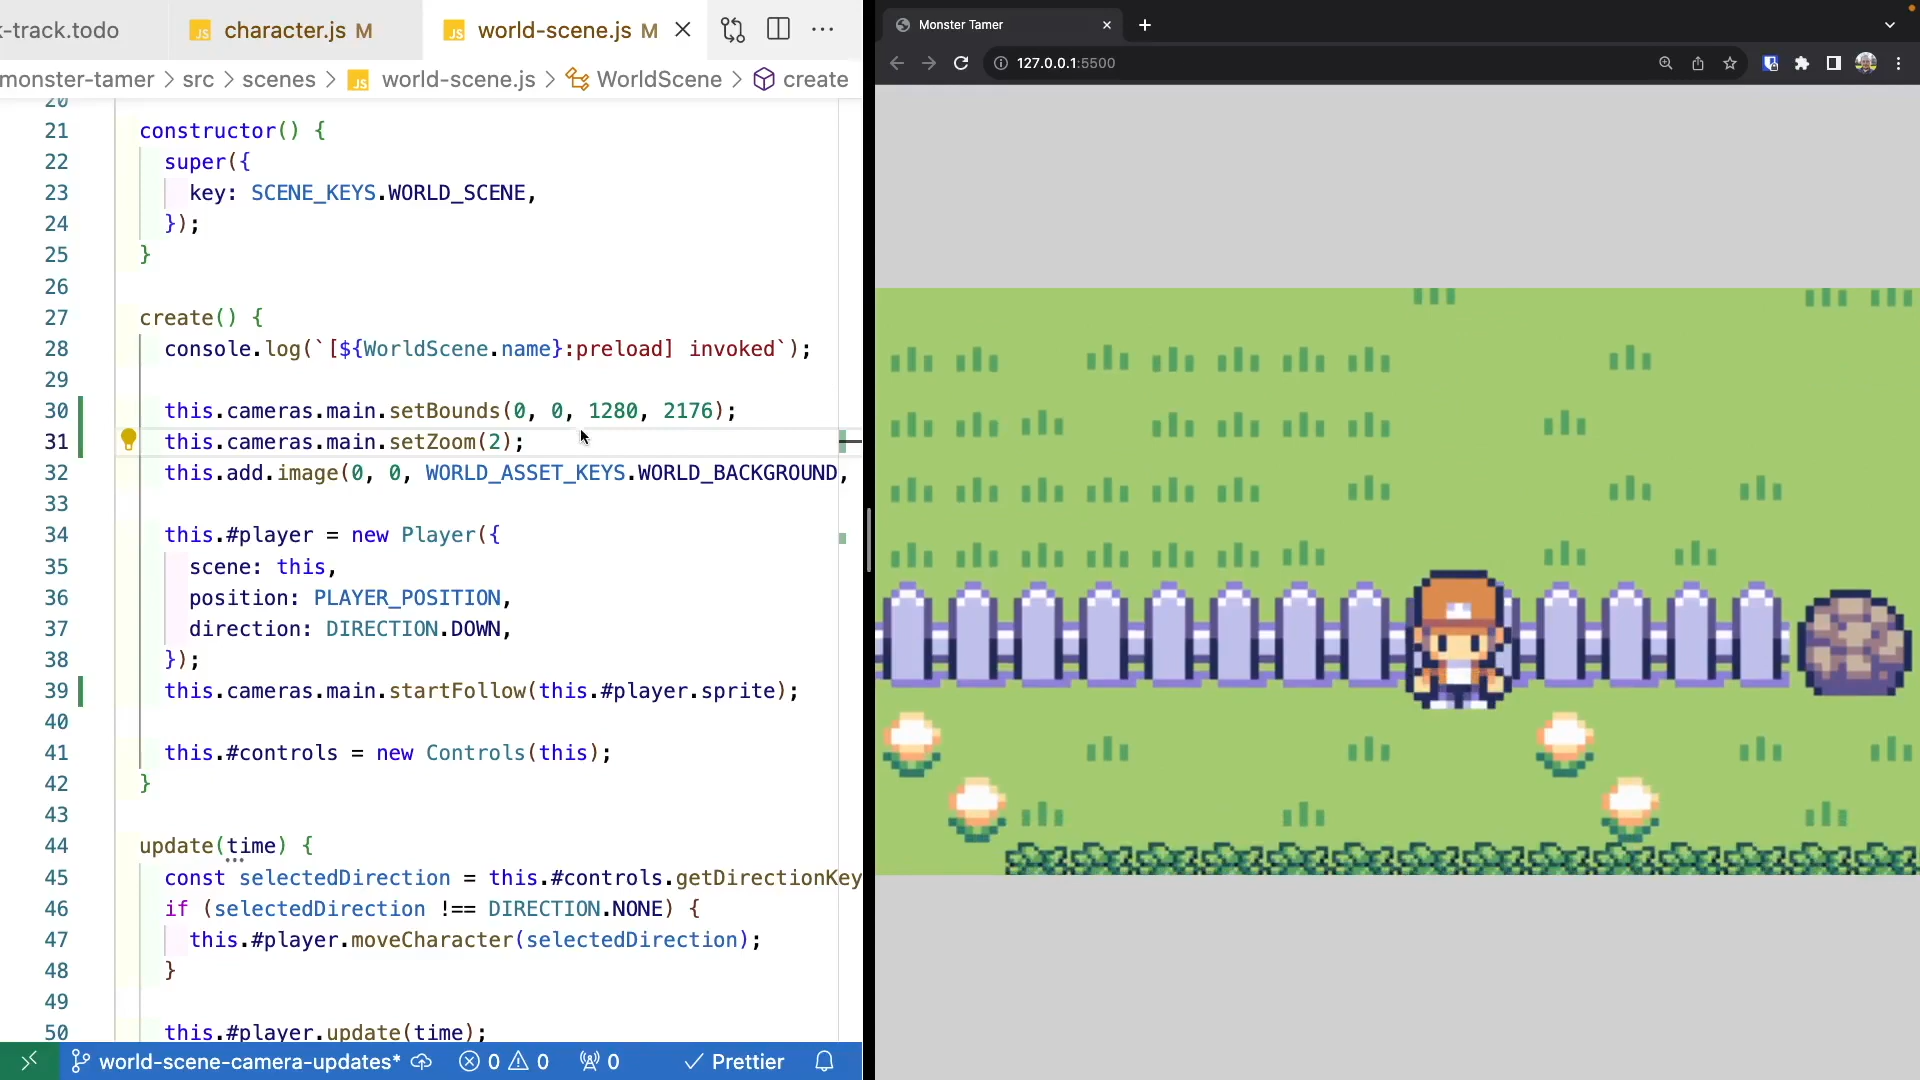 k-track.todo
JS character.js M
JS world-scene.js M
monster-tamer > src > scenes > JS world-scene.js > WorldScene > create
20
21 constructor() {
22 super({
23 key: SCENE_KEYS.WORLD_SCENE,
24 });
25 }
26
27 create() {
28 console.log(`[${WorldScene.name}:preload] invoked`);
29
30 this.cameras.main.setBounds(0, 0, 1280, 2176);
31 this.cameras.main.setZoom(2);
32 this.add.image(0, 0, WORLD_ASSET_KEYS.WORLD_BACKGROUND,
33
34 this.#player = new Player({
35 scene: this,
36 position: PLAYER_POSITION,
37 direction: DIRECTION.DOWN,
38 });
39 this.cameras.main.startFollow(this.#player.sprite);
40
41 this.#controls = new Controls(this);
42 }
43
44 update(time) {
45 const selectedDirection = this.#controls.getDirectionKey
46 if (selectedDirection !== DIRECTION.NONE) {
47 this.#player.moveCharacter(selectedDirection);
48 }
49
50 this.#player.update(time);
world-scene-camera-updates* 0 0 0 Prettier
Monster Tamer
127.0.0.1:5500